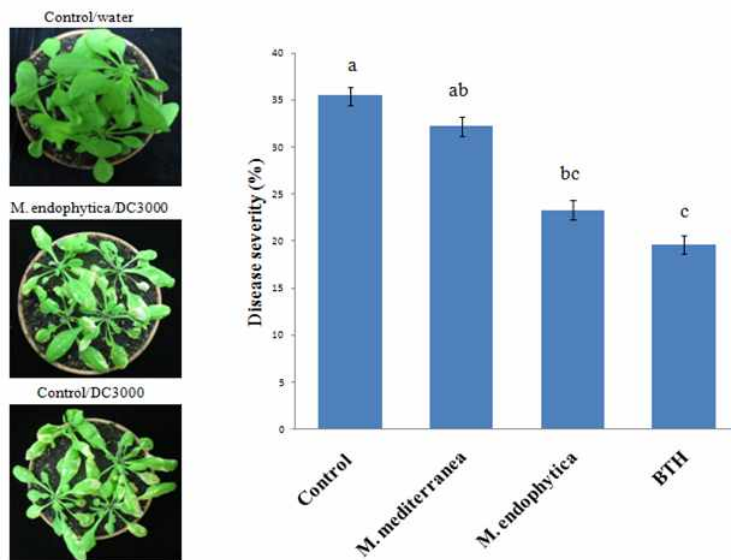 Control/water
M. endophytica/DC3000
Control/DC3000
Disease severity (%)
40
35
30
25
20
15
10
5
0
a
ab
bc
c
Control
M. mediterranea
M. endophytica
BTH